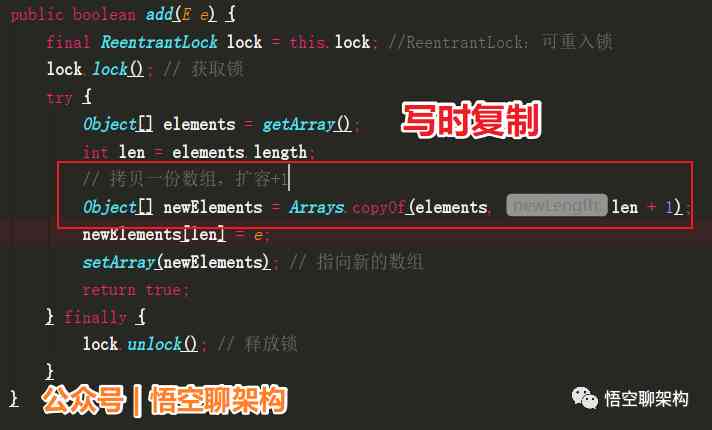 public boolean add(E e) {
final ReentrantLock lock = this.lock; //ReentrantLock：可重入锁
lock.lock(); // 获取锁
try {
Object[] elements = getArray();
写时复制
int len = elements.length;
// 拷贝一份数组，扩容+1
Object[] newElements = Arrays.copyOf(elements, newLength: len + 1);
newElements[len] = e;
setArray(newElements); // 指向新的数组
return true;
} finally {
lock.unlock(); // 释放锁
}
}
公众号 | 悟空聊架构
悟空聊架构